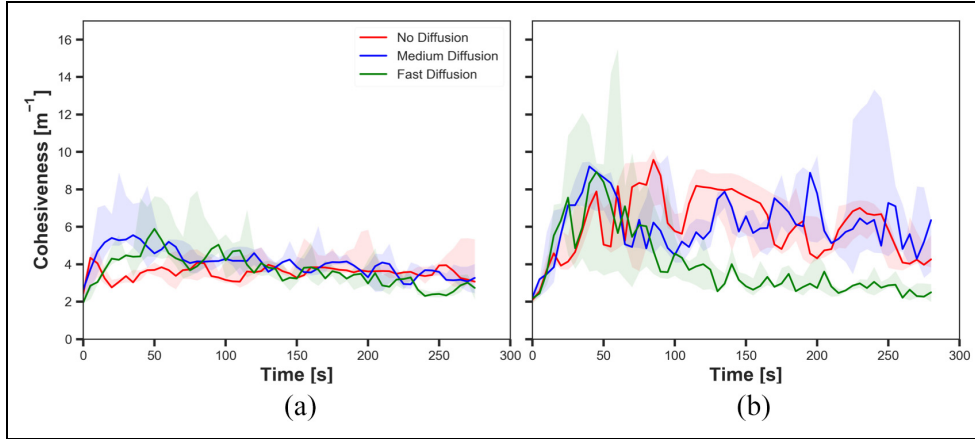 No Diffusion
Medium Diffusion
Fast Diffusion
Cohesiveness [m⁻¹]
16
14
12
10
8
6
4
2
0
0 50 100 150 200 250 300
0 50 100 150 200 250 300
Time [s]
Time [s]
(a)
(b)